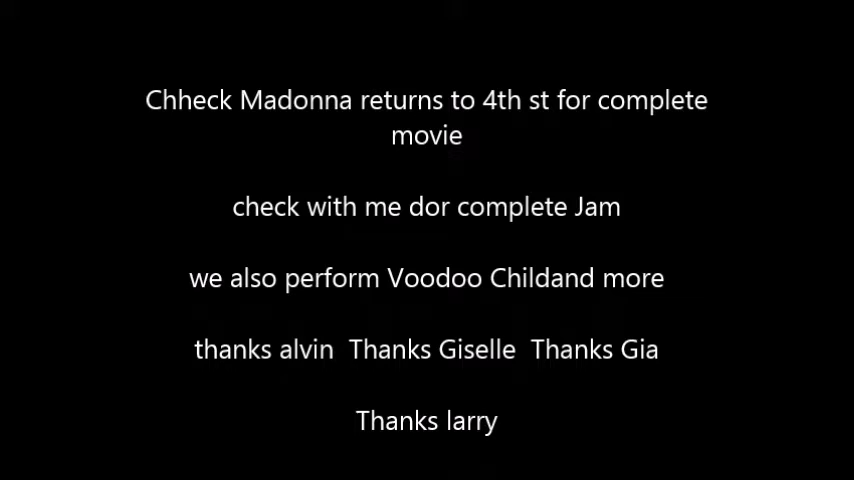 Chheck Madonna returns to 4th st for complete
movie
check with me dor complete Jam
we also perform Voodoo Childand more
thanks alvin  Thanks Giselle  Thanks Gia
Thanks larry